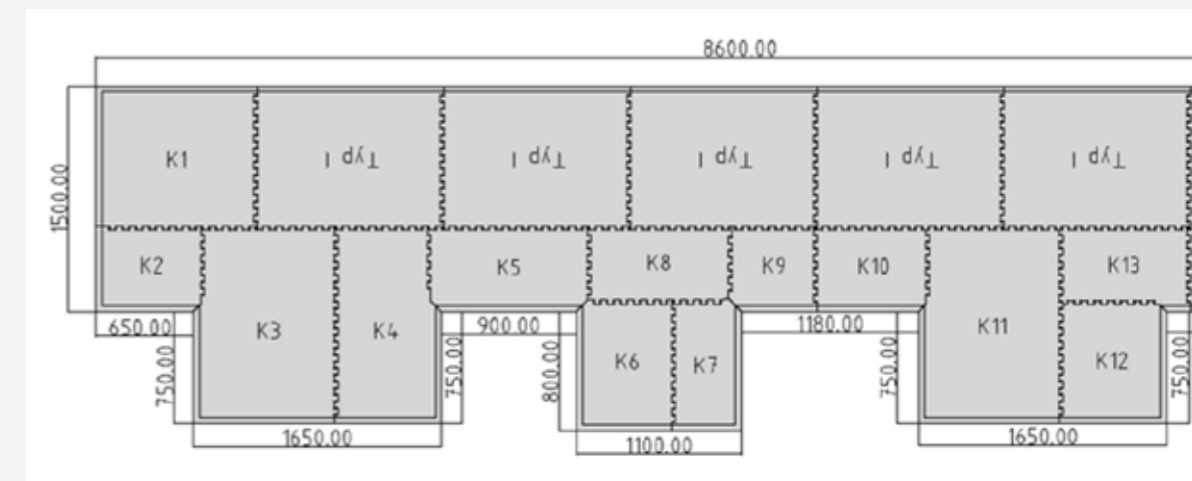 8600.00
1500.00
K1
Typ I
Typ I
Typ I
Typ I
Typ I
K2
K3
K4
K5
K8
K9
K10
K11
K13
K6
K7
K12
650.00
900.00
1180.00
750.00
750.00
800.00
750.00
750.00
1650.00
1100.00
1650.00